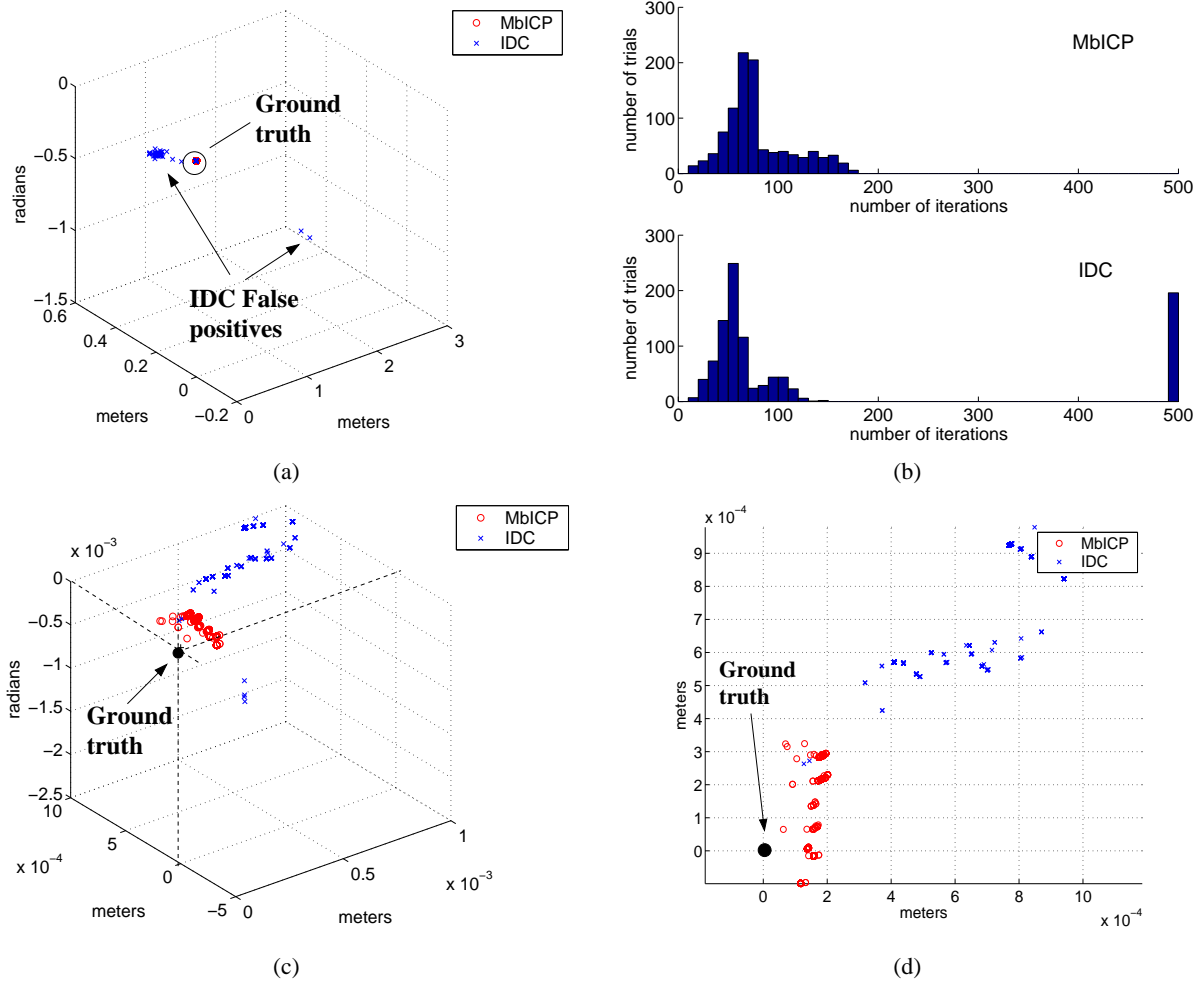 MbICP
IDC
0
−0.5
−1
−1.5
radians
0.6
0.4
0.2
0
−0.2
meters
0
1
2
3
meters
Ground
truth
IDC False
positives
(a)
300
200
100
0
number of trials
MbICP
0
100
200
300
400
500
number of iterations
300
200
100
0
number of trials
IDC
0
100
200
300
400
500
number of iterations
(b)
MbICP
IDC
x 10⁻³
0
−0.5
−1
−1.5
−2
−2.5
radians
10
5
0
−5
x 10⁻⁴
meters
0
0.5
1
x 10⁻³
meters
Ground
truth
(c)
x 10⁻⁴
MbICP
IDC
9
8
7
6
5
4
3
2
1
0
meters
Ground
truth
0
2
4
6
8
10
meters
x 10⁻⁴
(d)